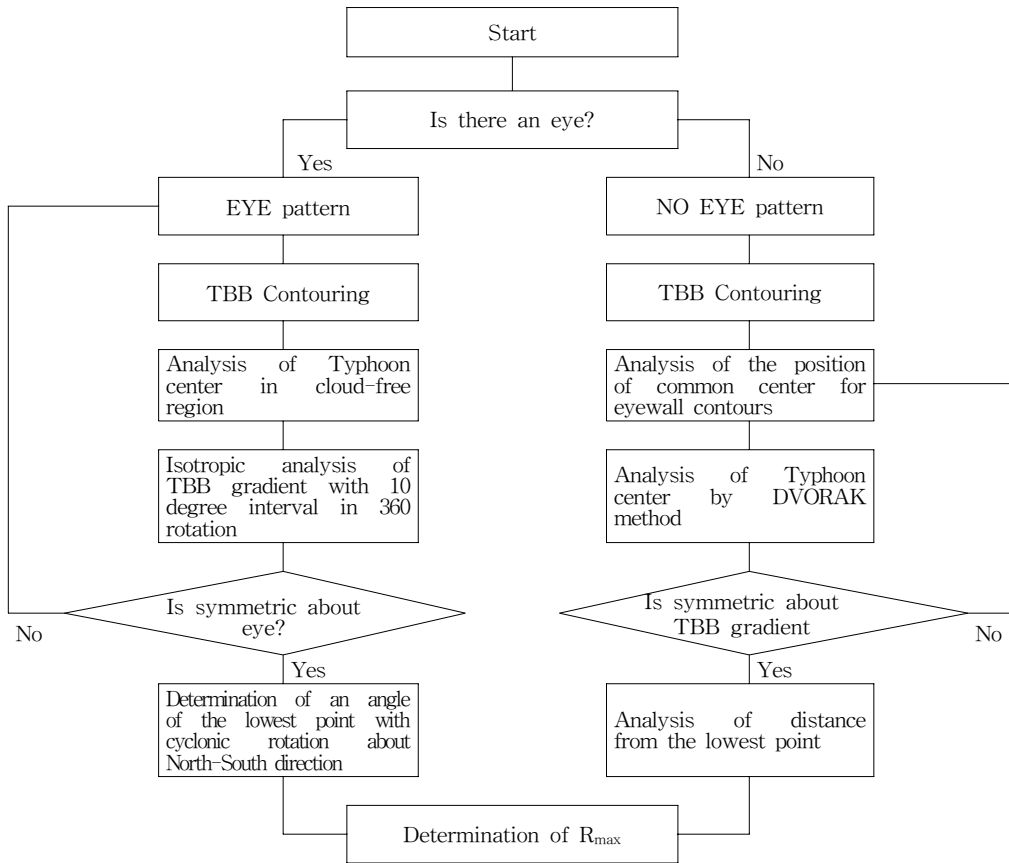 Start
Is there an eye?
Yes
No
EYE pattern
NO EYE pattern
TBB Contouring
TBB Contouring
Analysis of Typhoon
center in cloud-free
region
Analysis of the position
of common center for
eyewall contours
Isotropic analysis of
TBB gradient with 10
degree interval in 360
rotation
Analysis of Typhoon
center by DVORAK
method
Is symmetric about
eye?
Is symmetric about
TBB gradient
No
No
Yes
Yes
Determination of an angle
of the lowest point with
cyclonic rotation about
North-South direction
Analysis of distance
from the lowest point
Determination of Rmax